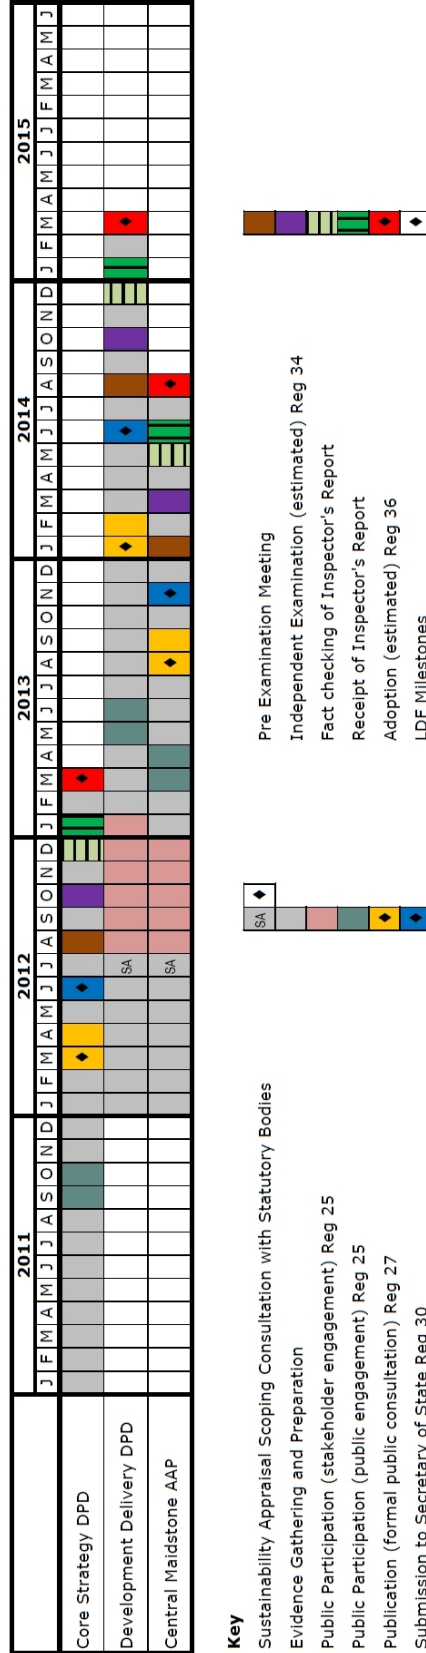 2011 2012 2013 2014 2015
J F M A M J J A S O N D J F M A M J J A S O N D J F M A M J J A S O N D J F M A M J J A S O N D J F M A M J J F M A M J
Core Strategy DPD
Development Delivery DPD SA
Central Maidstone AAP SA
Key
Sustainability Appraisal Scoping Consultation with Statutory Bodies SA
Evidence Gathering and Preparation
Public Participation (stakeholder engagement) Reg 25
Public Participation (public engagement) Reg 25
Publication (formal public consultation) Reg 27
Submission to Secretary of State Reg 30
Pre Examination Meeting
Independent Examination (estimated) Reg 34
Fact checking of Inspector's Report
Receipt of Inspector's Report
Adoption (estimated) Reg 36
LDF Milestones